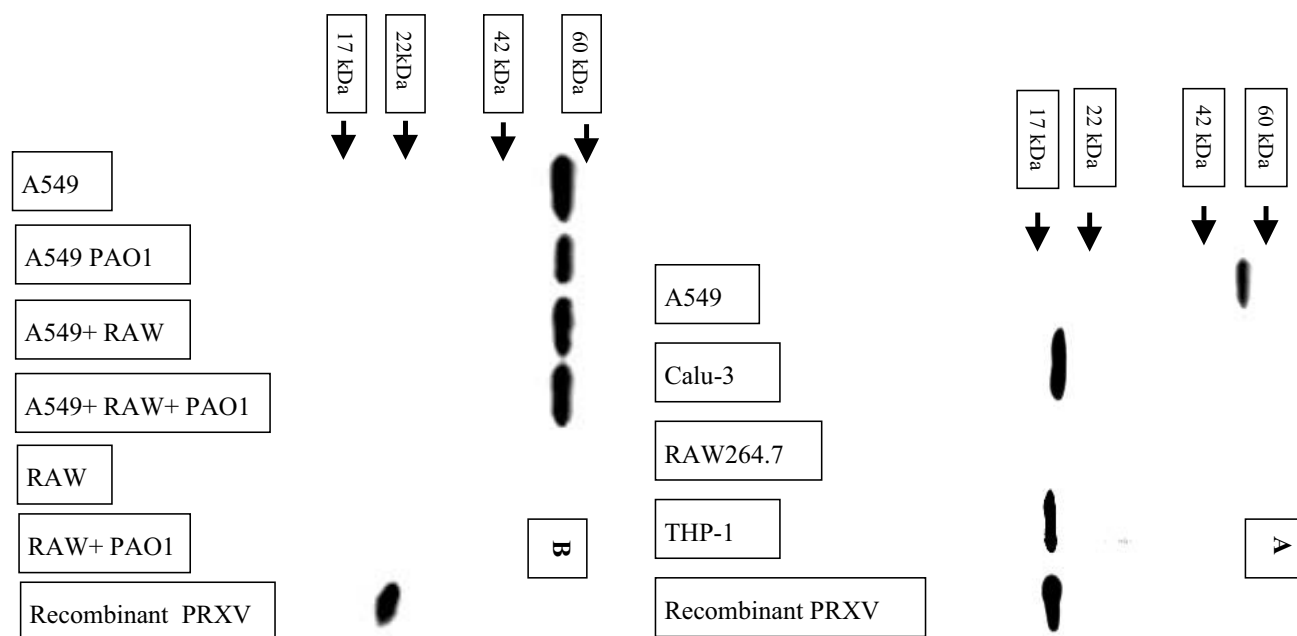 17 kDa
22kDa
42 kDa
60 kDa
A549
A549 PAO1
A549+ RAW
A549+ RAW+ PAO1
RAW
RAW+ PAO1
Recombinant PRXV
B
17 kDa
22 kDa
42 kDa
60 kDa
A549
Calu-3
RAW264.7
THP-1
Recombinant PRXV
A